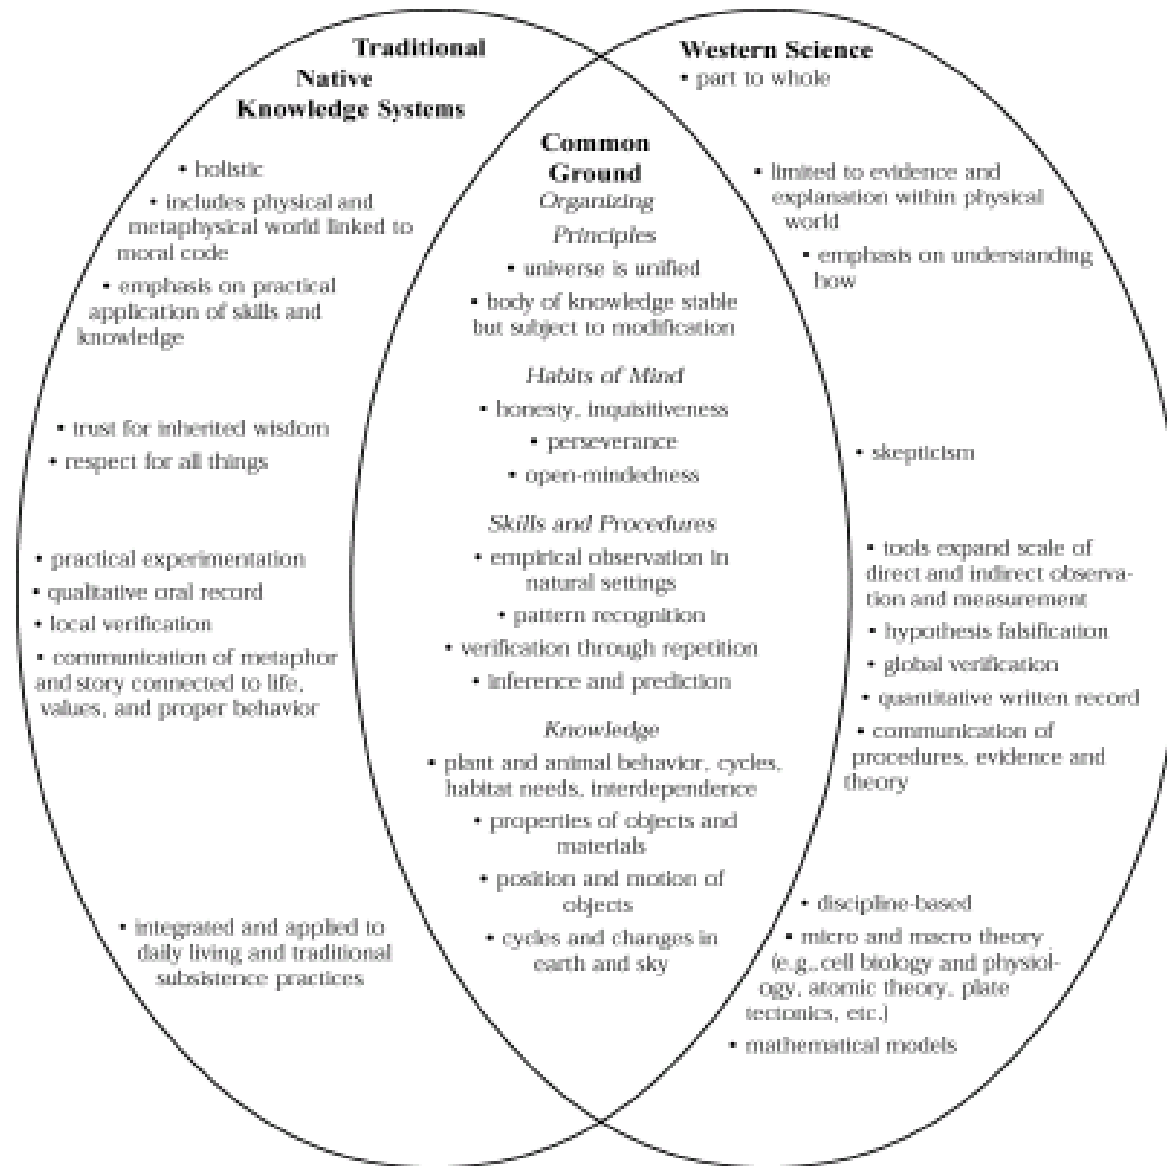 Traditional
Native
Knowledge Systems
• holistic
• includes physical and
metaphysical world linked to
moral code
• emphasis on practical
application of skills and
knowledge
• trust for inherited wisdom
• respect for all things
• practical experimentation
• qualitative oral record
• local verification
• communication of metaphor
and story connected to life,
values, and proper behavior
• integrated and applied to
daily living and traditional
subsistence practices
Common
Ground
Organizing
Principles
• universe is unified
• body of knowledge stable
but subject to modification
Habits of Mind
• honesty, inquisitiveness
• perseverance
• open-mindedness
Skills and Procedures
• empirical observation in
natural settings
• pattern recognition
• verification through repetition
• inference and prediction
Knowledge
• plant and animal behavior, cycles,
habitat needs, interdependence
• properties of objects and
materials
• position and motion of
objects
• cycles and changes in
earth and sky
Western Science
• part to whole
• limited to evidence and
explanation within physical
world
• emphasis on understanding
how
• skepticism
• tools expand scale of
direct and indirect observa-
tion and measurement
• hypothesis falsification
• global verification
• quantitative written record
• communication of
procedures, evidence and
theory
• discipline-based
• micro and macro theory
(e.g., cell biology and physiol-
ogy, atomic theory, plate
tectonics, etc.)
• mathematical models